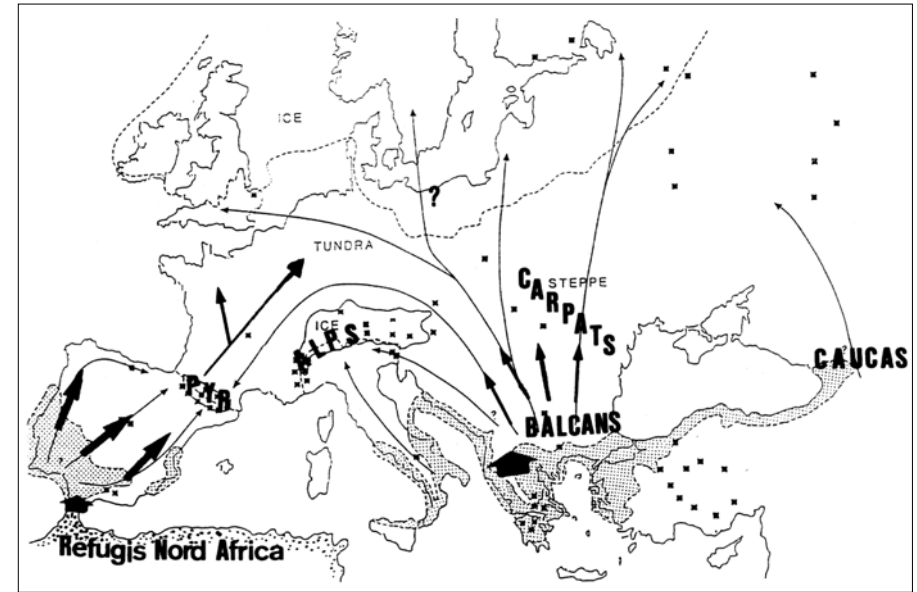 ICE
?
TUNDRA
STEPPE
CARPATS
ICE
ALPS
CAUCAS
PYR
BALCANS
?
?
?
Refugis Nord Africa